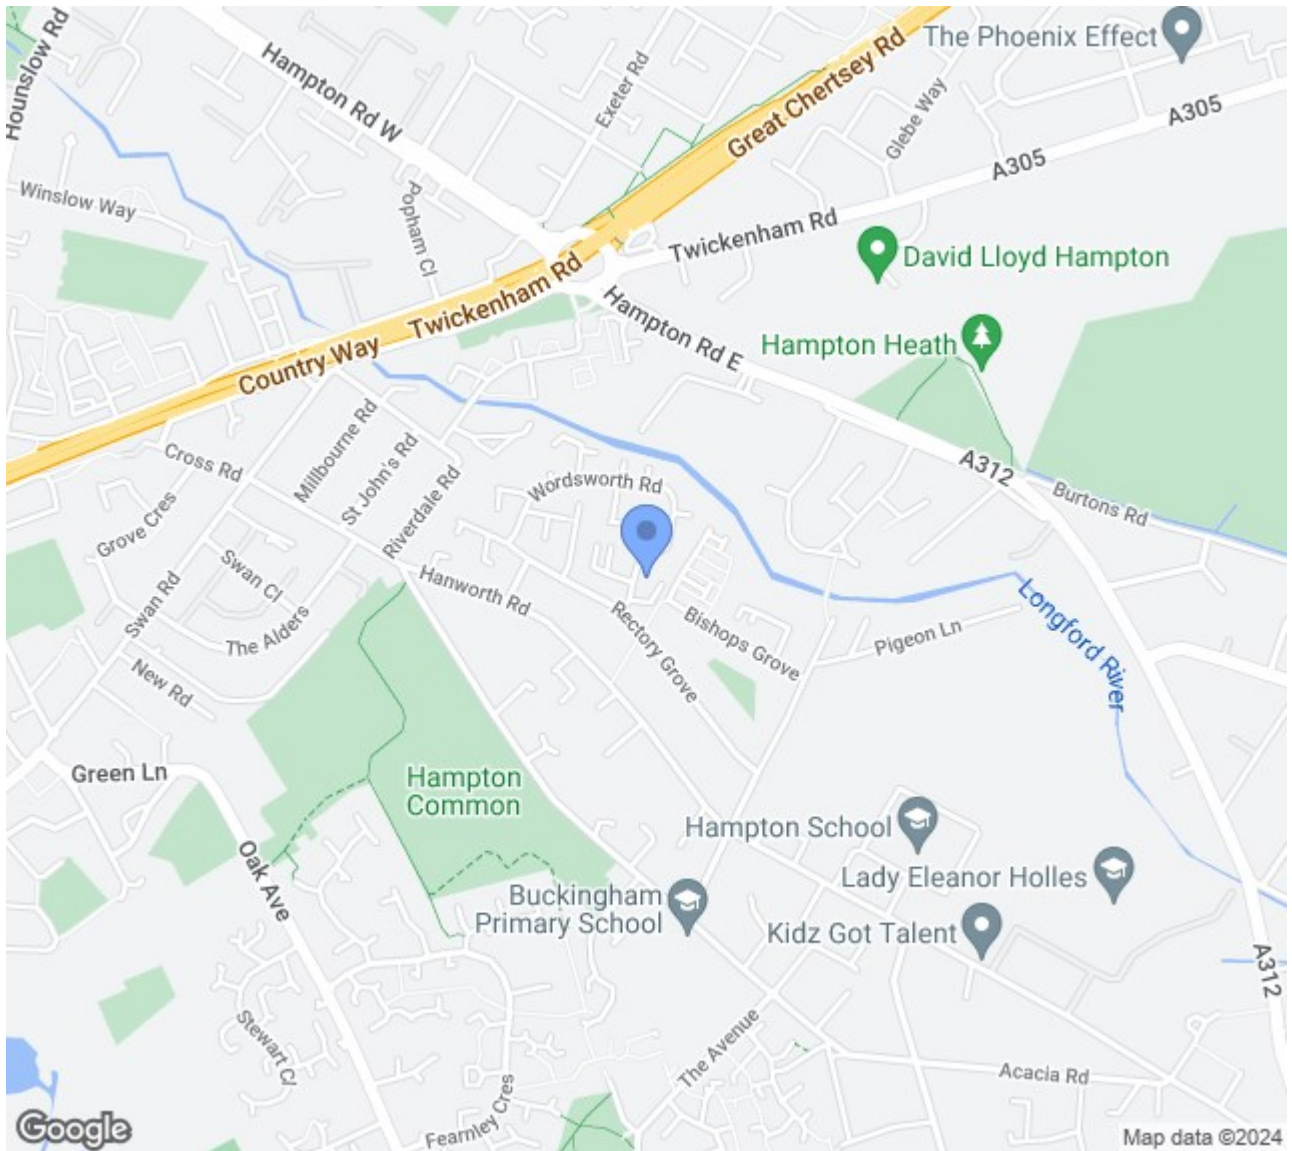 The Phoenix Effect
Hounslow Rd
Hampton Rd W
Exeter Rd
Great Chertsey Rd
Glebe Way
A305
A305
Winslow Way
Popham Cl
Twickenham Rd
Twickenham Rd
David Lloyd Hampton
Hampton Rd E
Hampton Heath
Country Way
Cross Rd
Millbourne Rd
St John's Rd
Riverdale Rd
Wordsworth Rd
A312
Burtons Rd
Grove Cres
Swan Cl
Swan Rd
The Alders
Hanworth Rd
Rectory Grove
Bishops Grove
Pigeon Ln
Longford River
New Rd
Green Ln
Hampton
Common
Oak Ave
Hampton School
Lady Eleanor Holles
Buckingham
Primary School
Kidz Got Talent
A312
Stewart Cl
The Avenue
Acacia Rd
Fearnley Cres
Google
Map data ©2024